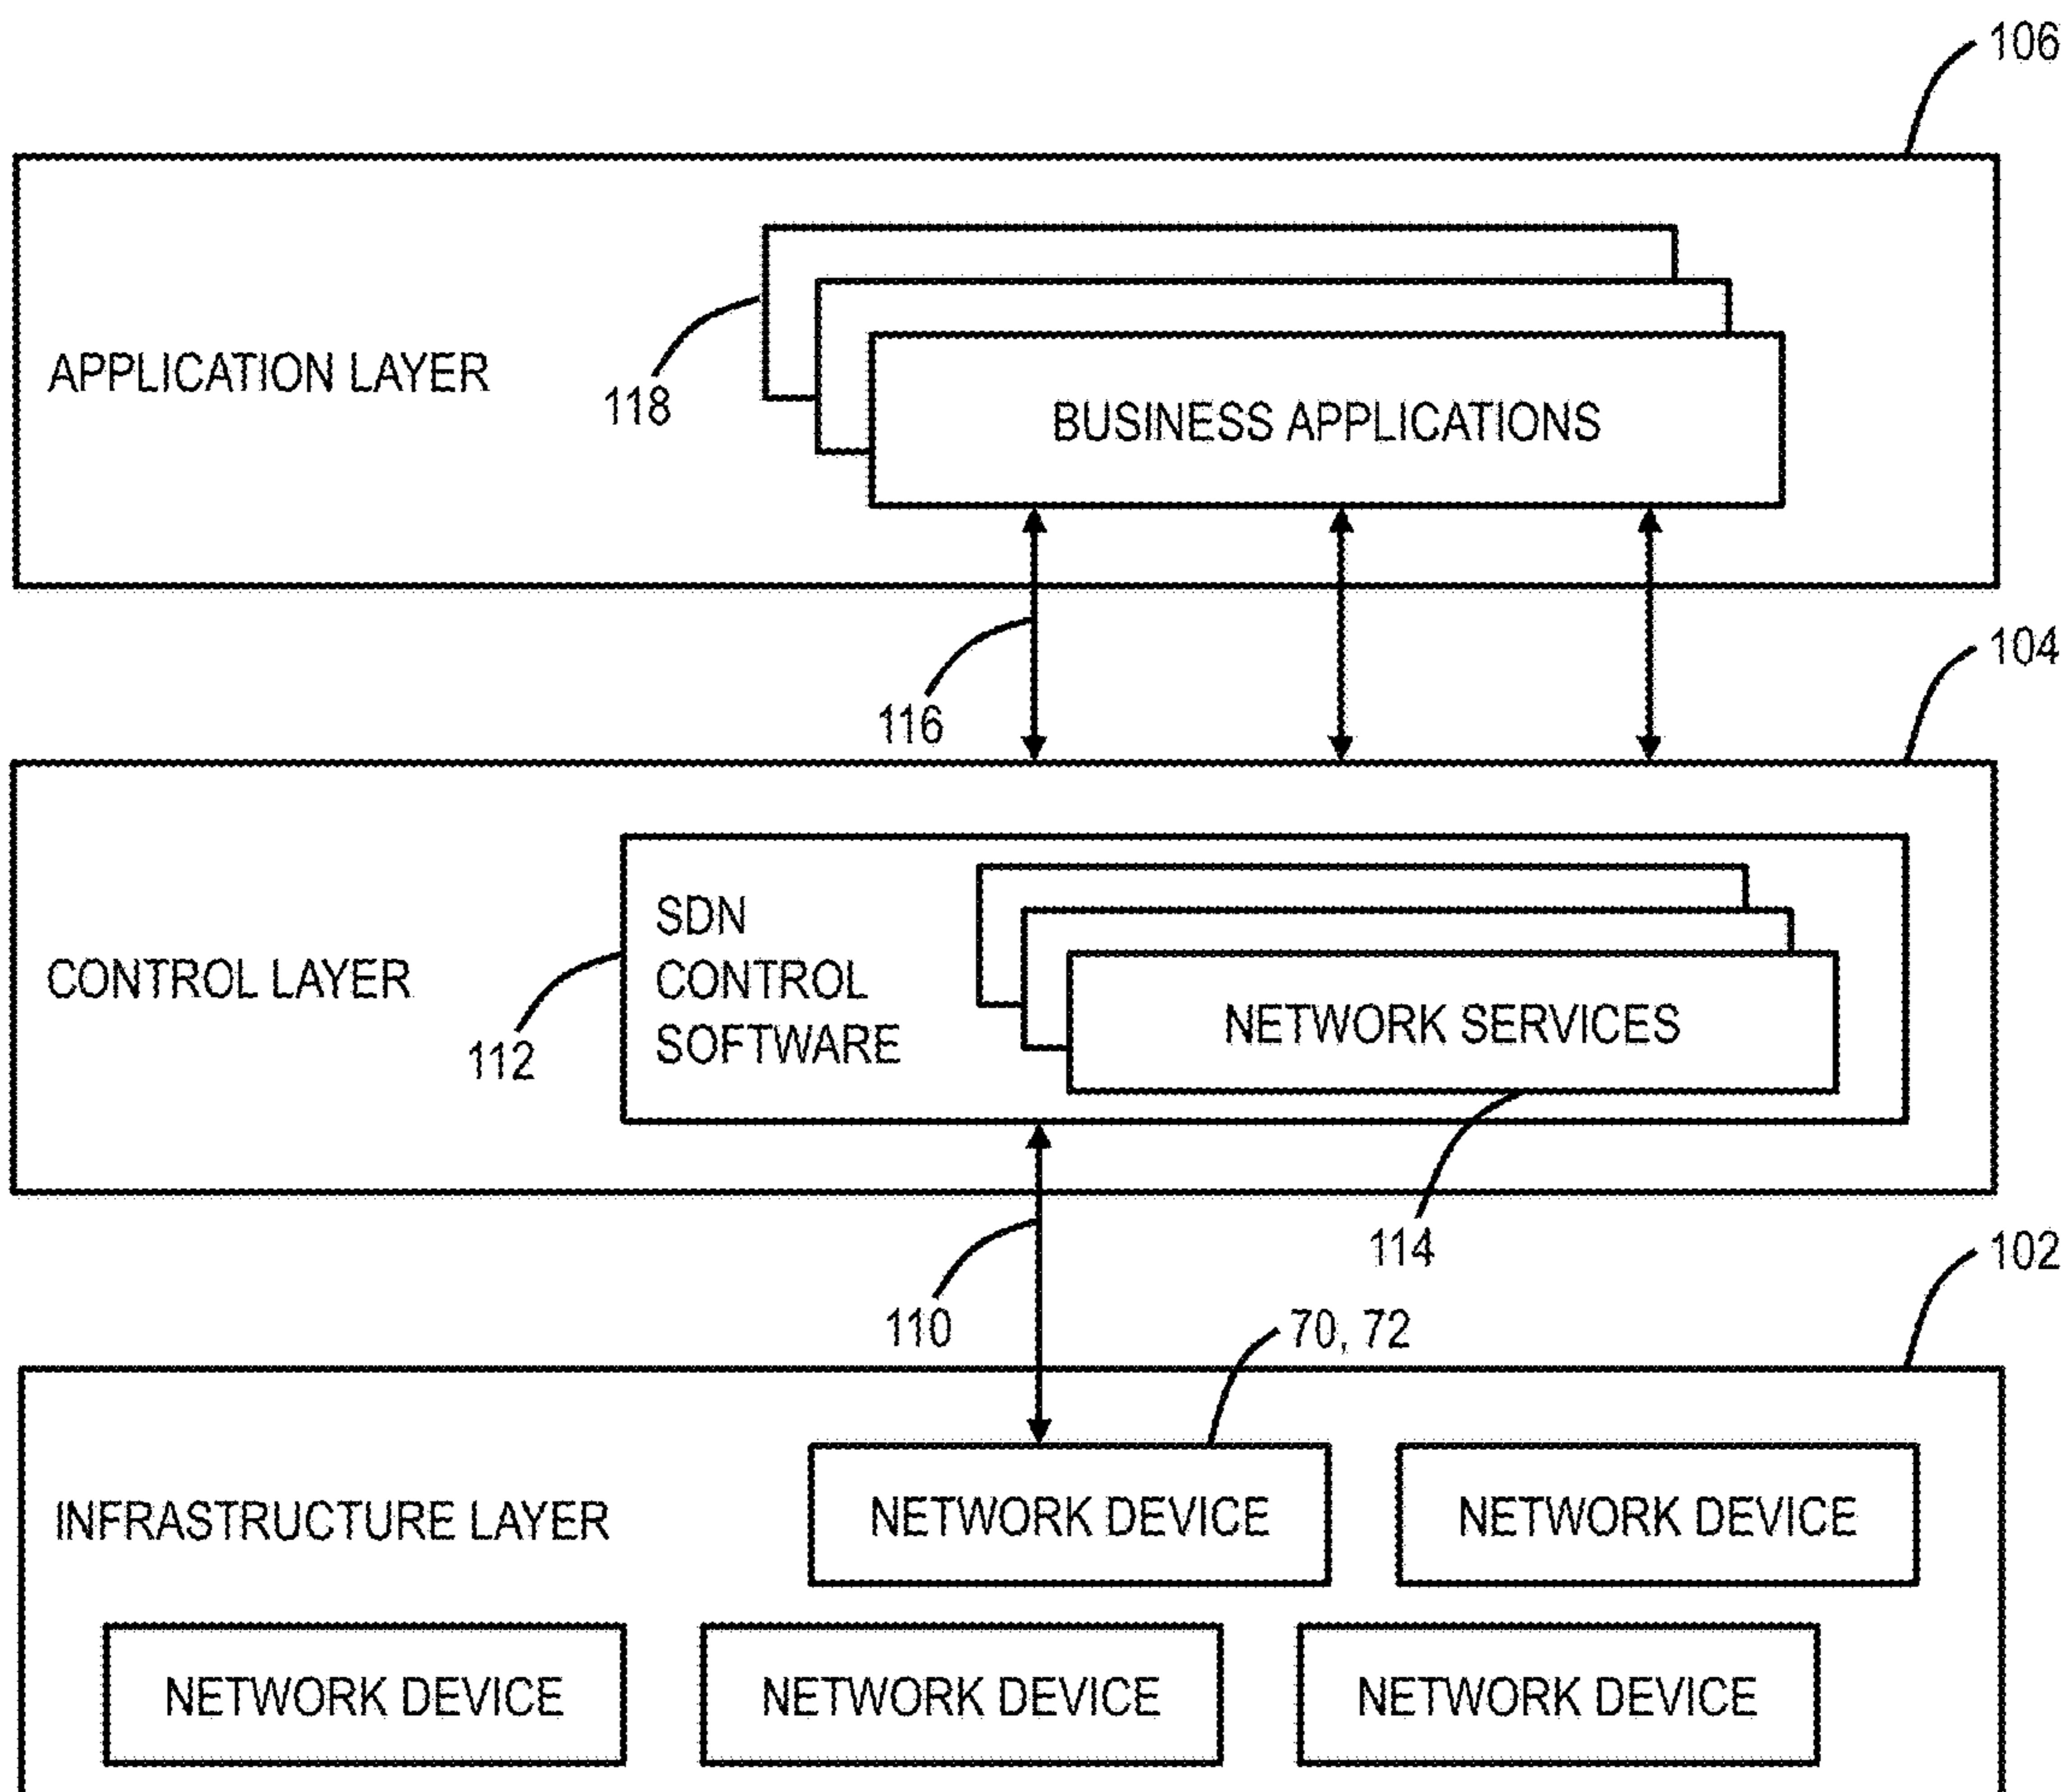 106
APPLICATION LAYER
118
BUSINESS APPLICATIONS
116
104
CONTROL LAYER
112
SDN
CONTROL
SOFTWARE
NETWORK SERVICES
114
110
102
70, 72
INFRASTRUCTURE LAYER
NETWORK DEVICE
NETWORK DEVICE
NETWORK DEVICE
NETWORK DEVICE
NETWORK DEVICE